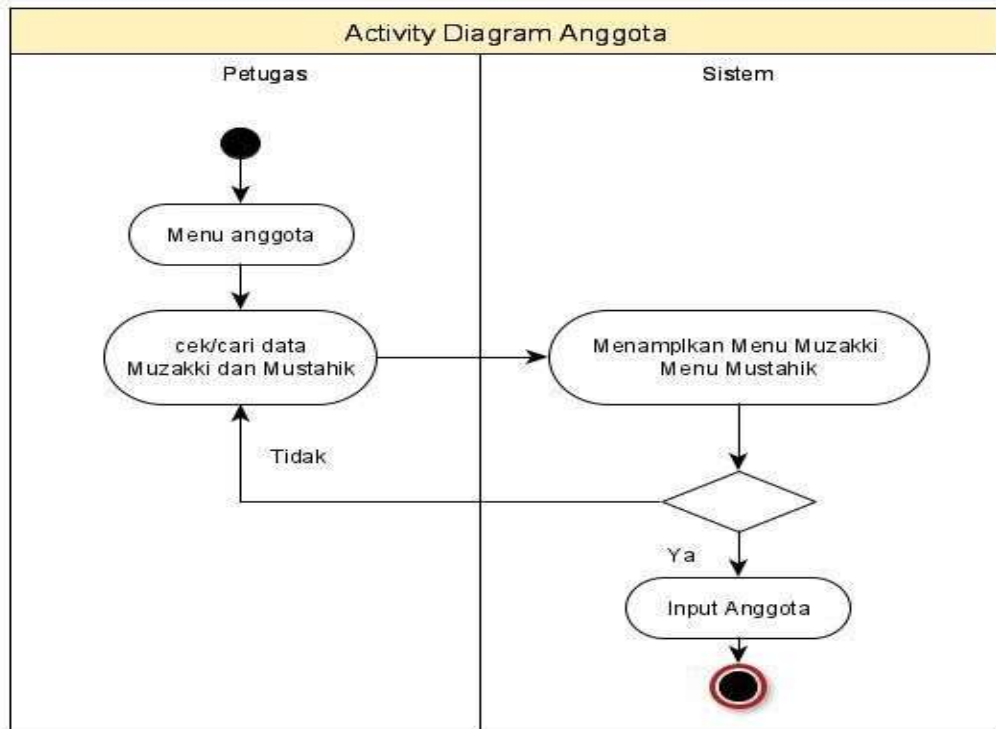 Activity Diagram Anggota
Petugas
Sistem
Menu anggota
cek/cari data
Muzakki dan Mustahik
Menamplkan Menu Muzakki
Menu Mustahik
Tidak
Ya
Input Anggota